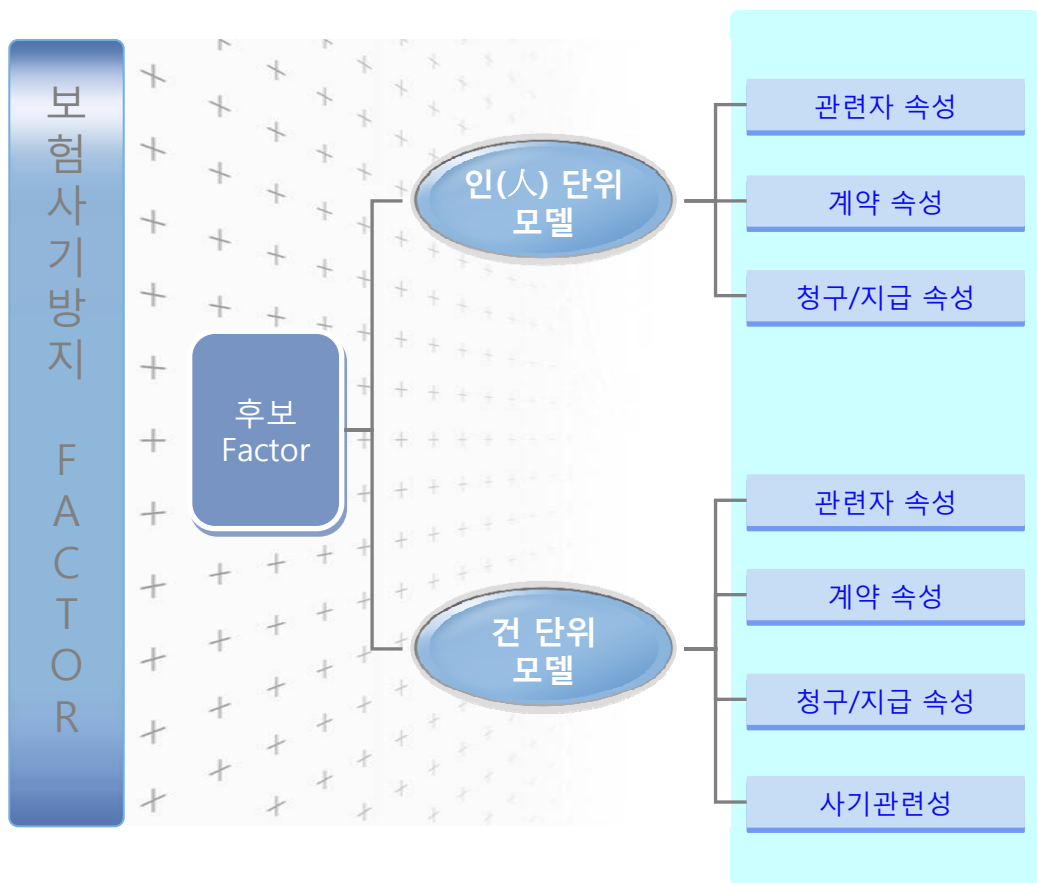 보험사기방지 FACTOR
후보
Factor
인(人) 단위
모델
관련자 속성
계약 속성
청구/지급 속성
건 단위
모델
관련자 속성
계약 속성
청구/지급 속성
사기관련성